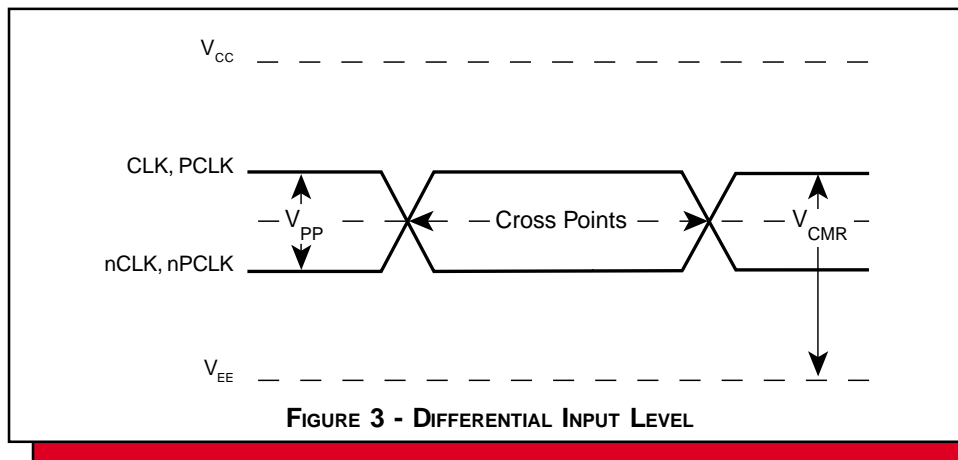 VCC
CLK, PCLK
VPP
Cross Points
VCMR
nCLK, nPCLK
VEE
FIGURE 3 - DIFFERENTIAL INPUT LEVEL